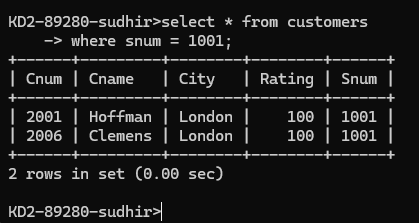 KD2-89280-sudhir>select * from customers
    -> where snum = 1001;
+------+---------+--------+--------+------+
| Cnum | Cname   | City   | Rating | Snum |
+------+---------+--------+--------+------+
| 2001 | Hoffman | London |    100 | 1001 |
| 2006 | Clemens | London |    100 | 1001 |
+------+---------+--------+--------+------+
2 rows in set (0.00 sec)

KD2-89280-sudhir>